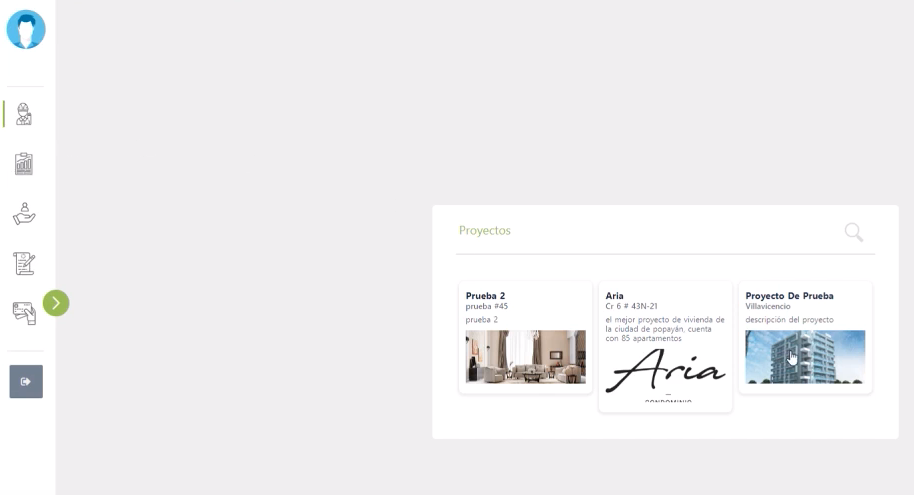 Proyectos
Prueba 2
prueba #45
prueba 2
Aria
Cr 6 # 43N-21
el mejor proyecto de vivienda de
la ciudad de popayán, cuenta
con 85 apartamentos
Aria
CONDOMINIO
Proyecto De Prueba
Villavicencio
descripción del proyecto